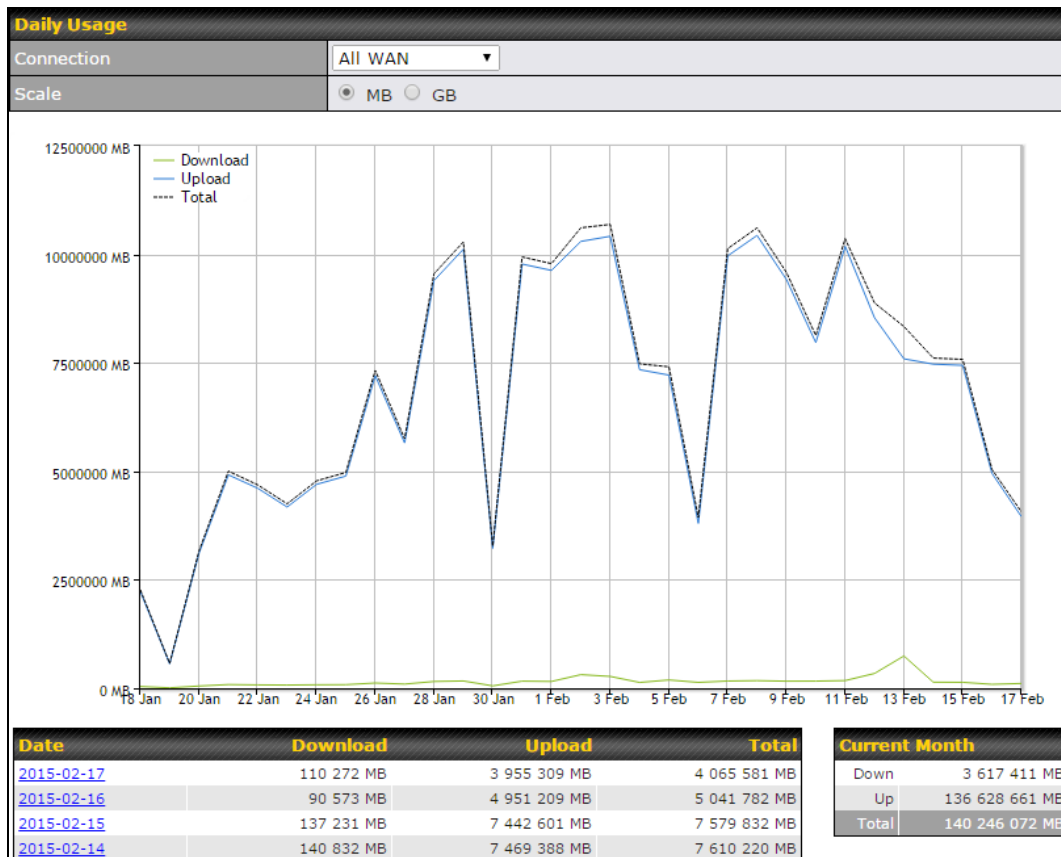 Daily Usage
Connection All WAN
Scale MB GB
12500000 MB
10000000 MB
7500000 MB
5000000 MB
2500000 MB
0 MB
Download
Upload
Total
18 Jan 20 Jan 22 Jan 24 Jan 26 Jan 28 Jan 30 Jan 1 Feb 3 Feb 5 Feb 7 Feb 9 Feb 11 Feb 13 Feb 15 Feb 17 Feb
Date Download Upload Total
2015-02-17 110 272 MB 3 955 309 MB 4 065 581 MB
2015-02-16 90 573 MB 4 951 209 MB 5 041 782 MB
2015-02-15 137 231 MB 7 442 601 MB 7 579 832 MB
2015-02-14 140 832 MB 7 469 388 MB 7 610 220 MB
Current Month
Down 3 617 411 MB
Up 136 628 661 MB
Total 140 246 072 MB